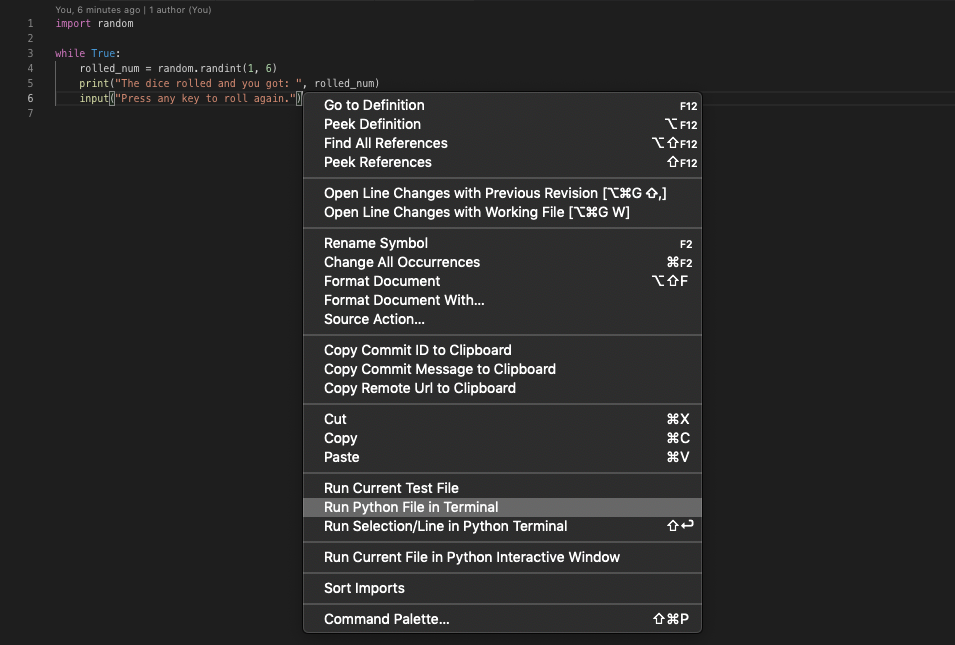 You, 6 minutes ago | 1 author (You)
1 import random
2
3 while True:
4 rolled_num = random.randint(1, 6)
5 print("The dice rolled and you got: ", rolled_num)
6 input("Press any key to roll again.")
7
Go to Definition F12
Peek Definition ⌥F12
Find All References ⌥⇧F12
Peek References ⇧F12
Open Line Changes with Previous Revision [⌥⌘G ⇧,]
Open Line Changes with Working File [⌥⌘G W]
Rename Symbol F2
Change All Occurrences ⌘F2
Format Document ⌥⇧F
Format Document With...
Source Action...
Copy Commit ID to Clipboard
Copy Commit Message to Clipboard
Copy Remote Url to Clipboard
Cut ⌘X
Copy ⌘C
Paste ⌘V
Run Current Test File
Run Python File in Terminal
Run Selection/Line in Python Terminal ⇧↩
Run Current File in Python Interactive Window
Sort Imports
Command Palette... ⇧⌘P